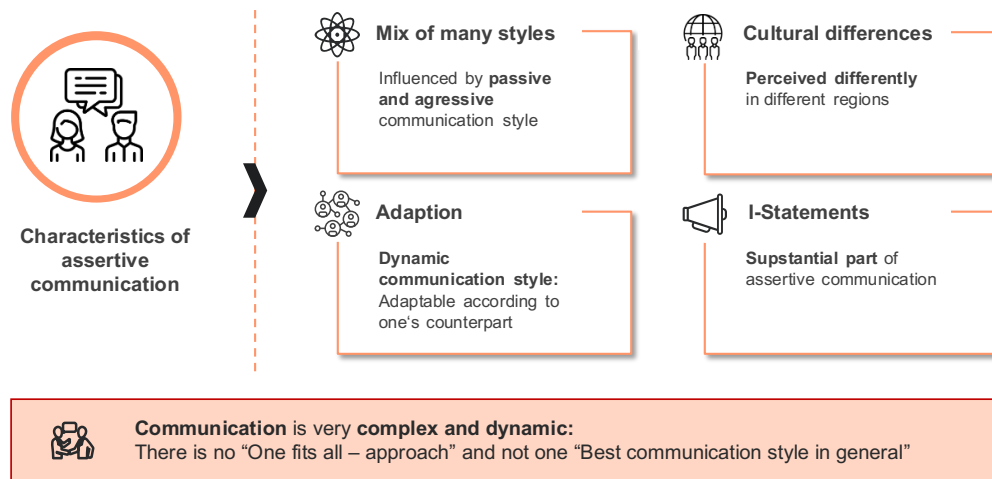 Characteristics of
assertive
communication
Mix of many styles
Influenced by passive
and agressive
communication style
Cultural differences
Perceived differently
in different regions
Adaption
Dynamic
communication style:
Adaptable according to
one‘s counterpart
I-Statements
Supstantial part of
assertive communication
Communication is very complex and dynamic:
There is no “One fits all – approach” and not one “Best communication style in general”